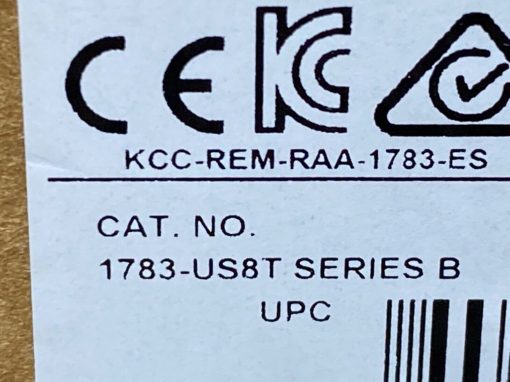 CE
KCC-REM-RAA-1783-ES
CAT. NO.
1783-US8T SERIES B
UPC